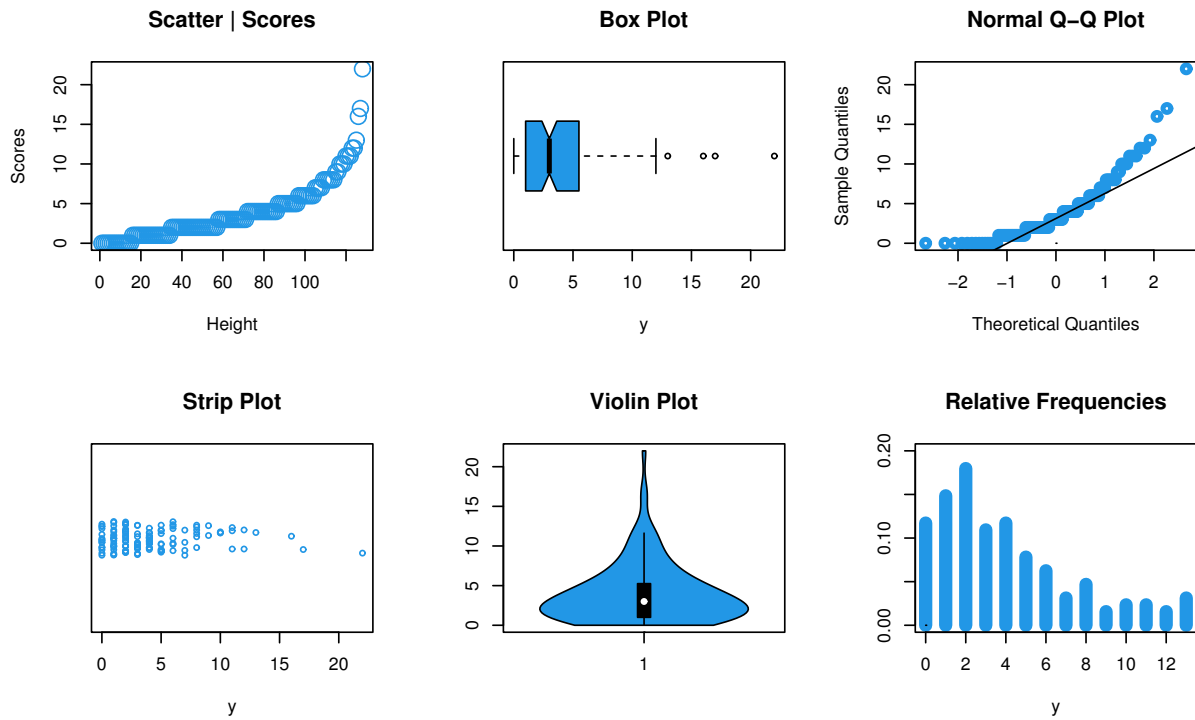 Scatter | Scores
Scores
0 5 10 15 20
0 20 40 60 80 100
Height
Box Plot
0 5 10 15 20
y
Normal Q−Q Plot
Sample Quantiles
0 5 10 15 20
−2 −1 0 1 2
Theoretical Quantiles
Strip Plot
0 5 10 15 20
y
Violin Plot
0 5 10 15 20
1
Relative Frequencies
0.00 0.10 0.20
0 2 4 6 8 10 12
y